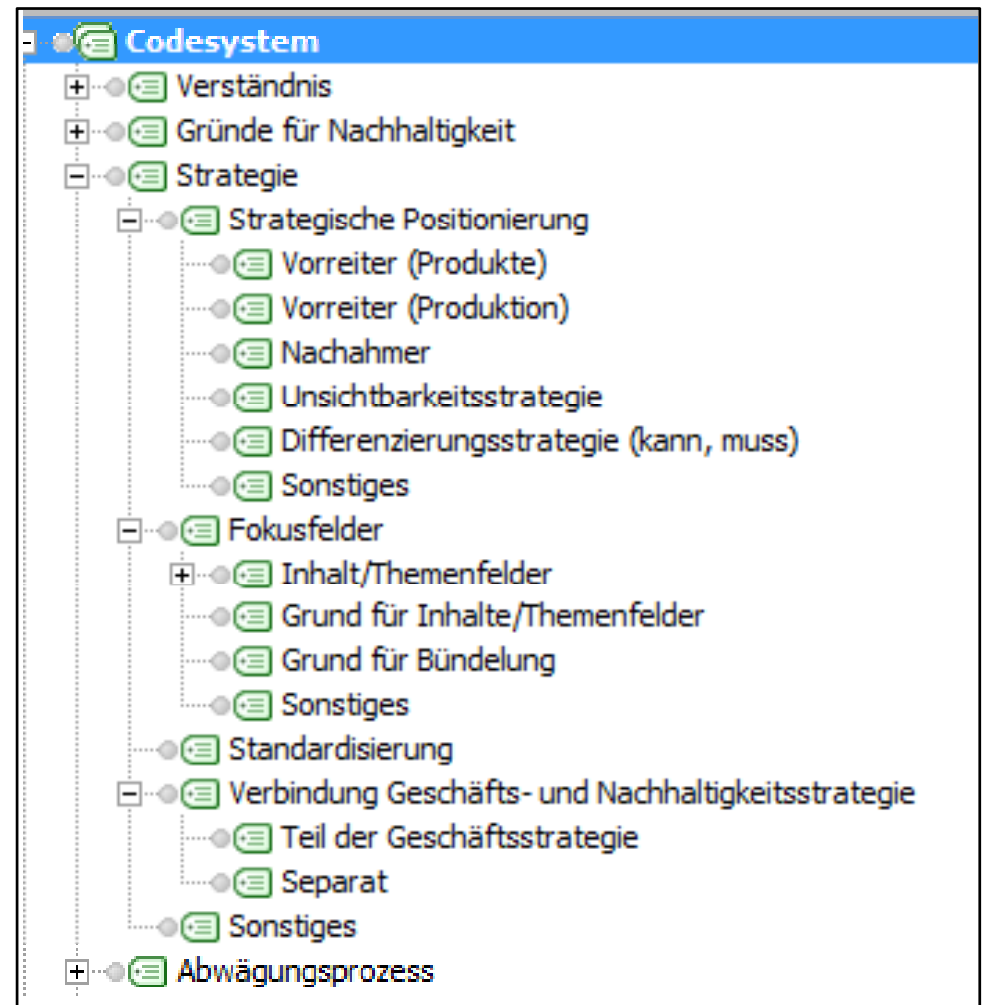 Codesystem
Verständnis
Gründe für Nachhaltigkeit
Strategie
Strategische Positionierung
Vorreiter (Produkte)
Vorreiter (Produktion)
Nachahmer
Unsichtbarkeitsstrategie
Differenzierungsstrategie (kann, muss)
Sonstiges
Fokusfelder
Inhalt/Themenfelder
Grund für Inhalte/Themenfelder
Grund für Bündelung
Sonstiges
Standardisierung
Verbindung Geschäfts- und Nachhaltigkeitsstrategie
Teil der Geschäftsstrategie
Separat
Sonstiges
Abwägungsprozess